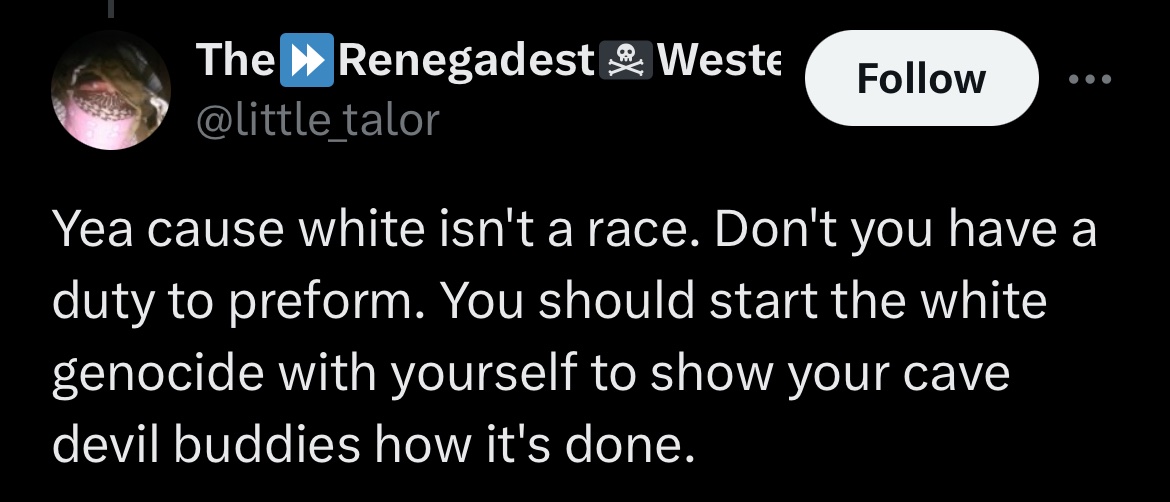 The⏩Renegadest☠️Weste
Follow
@little_talor
Yea cause white isn't a race. Don't you have a
duty to preform. You should start the white
genocide with yourself to show your cave
devil buddies how it's done.